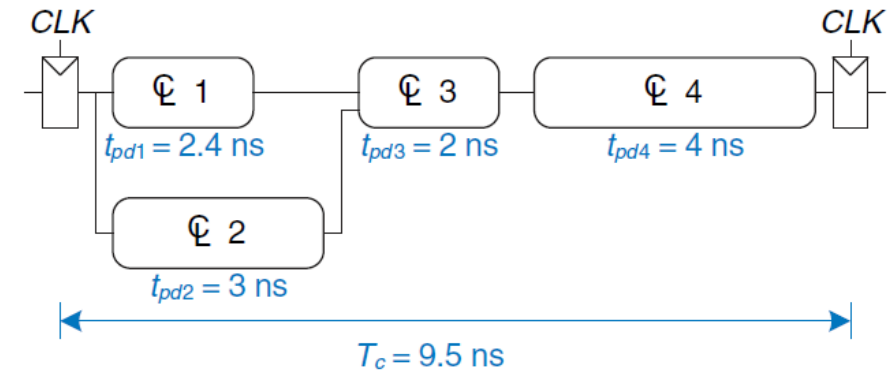 CLK CLK
CL 1 CL 3 CL 4
tpd1 = 2.4 ns tpd3 = 2 ns tpd4 = 4 ns
CL 2
tpd2 = 3 ns
Tc = 9.5 ns